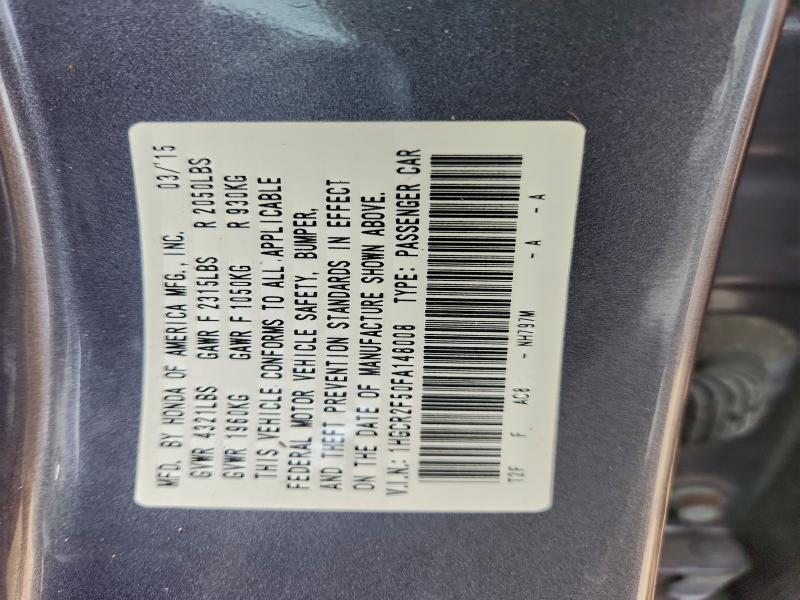 MFD. BY HONDA OF AMERICA MFG., INC. 03/15
GVWR 4321LBS GAWR F 2315LBS R 2050LBS
GVWR 1960KG GAWR F 1050KG R 930KG
THIS VEHICLE CONFORMS TO ALL APPLICABLE
FEDERAL MOTOR VEHICLE SAFETY, BUMPER,
AND THEFT PREVENTION STANDARDS IN EFFECT
ON THE DATE OF MANUFACTURE SHOWN ABOVE.
V.I.N.: 1HGCR2F50FA148008 TYPE: PASSENGER CAR
T2F F AC8 - NH797M - A - A